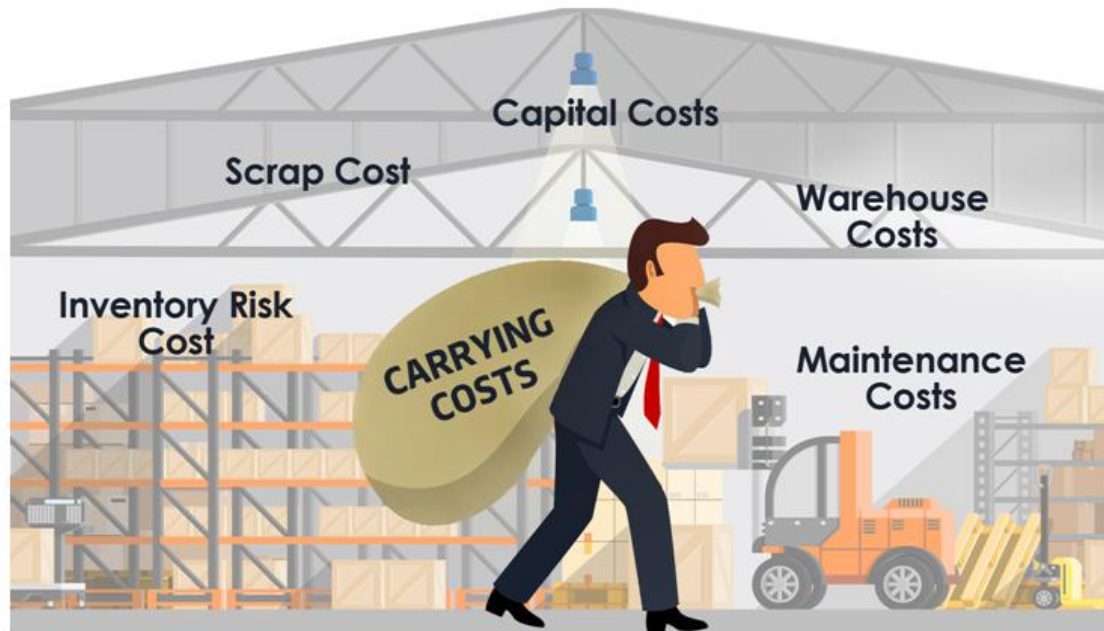 Capital Costs
Scrap Cost
Warehouse
Costs
Inventory Risk
Cost
CARRYING
COSTS
Maintenance
Costs